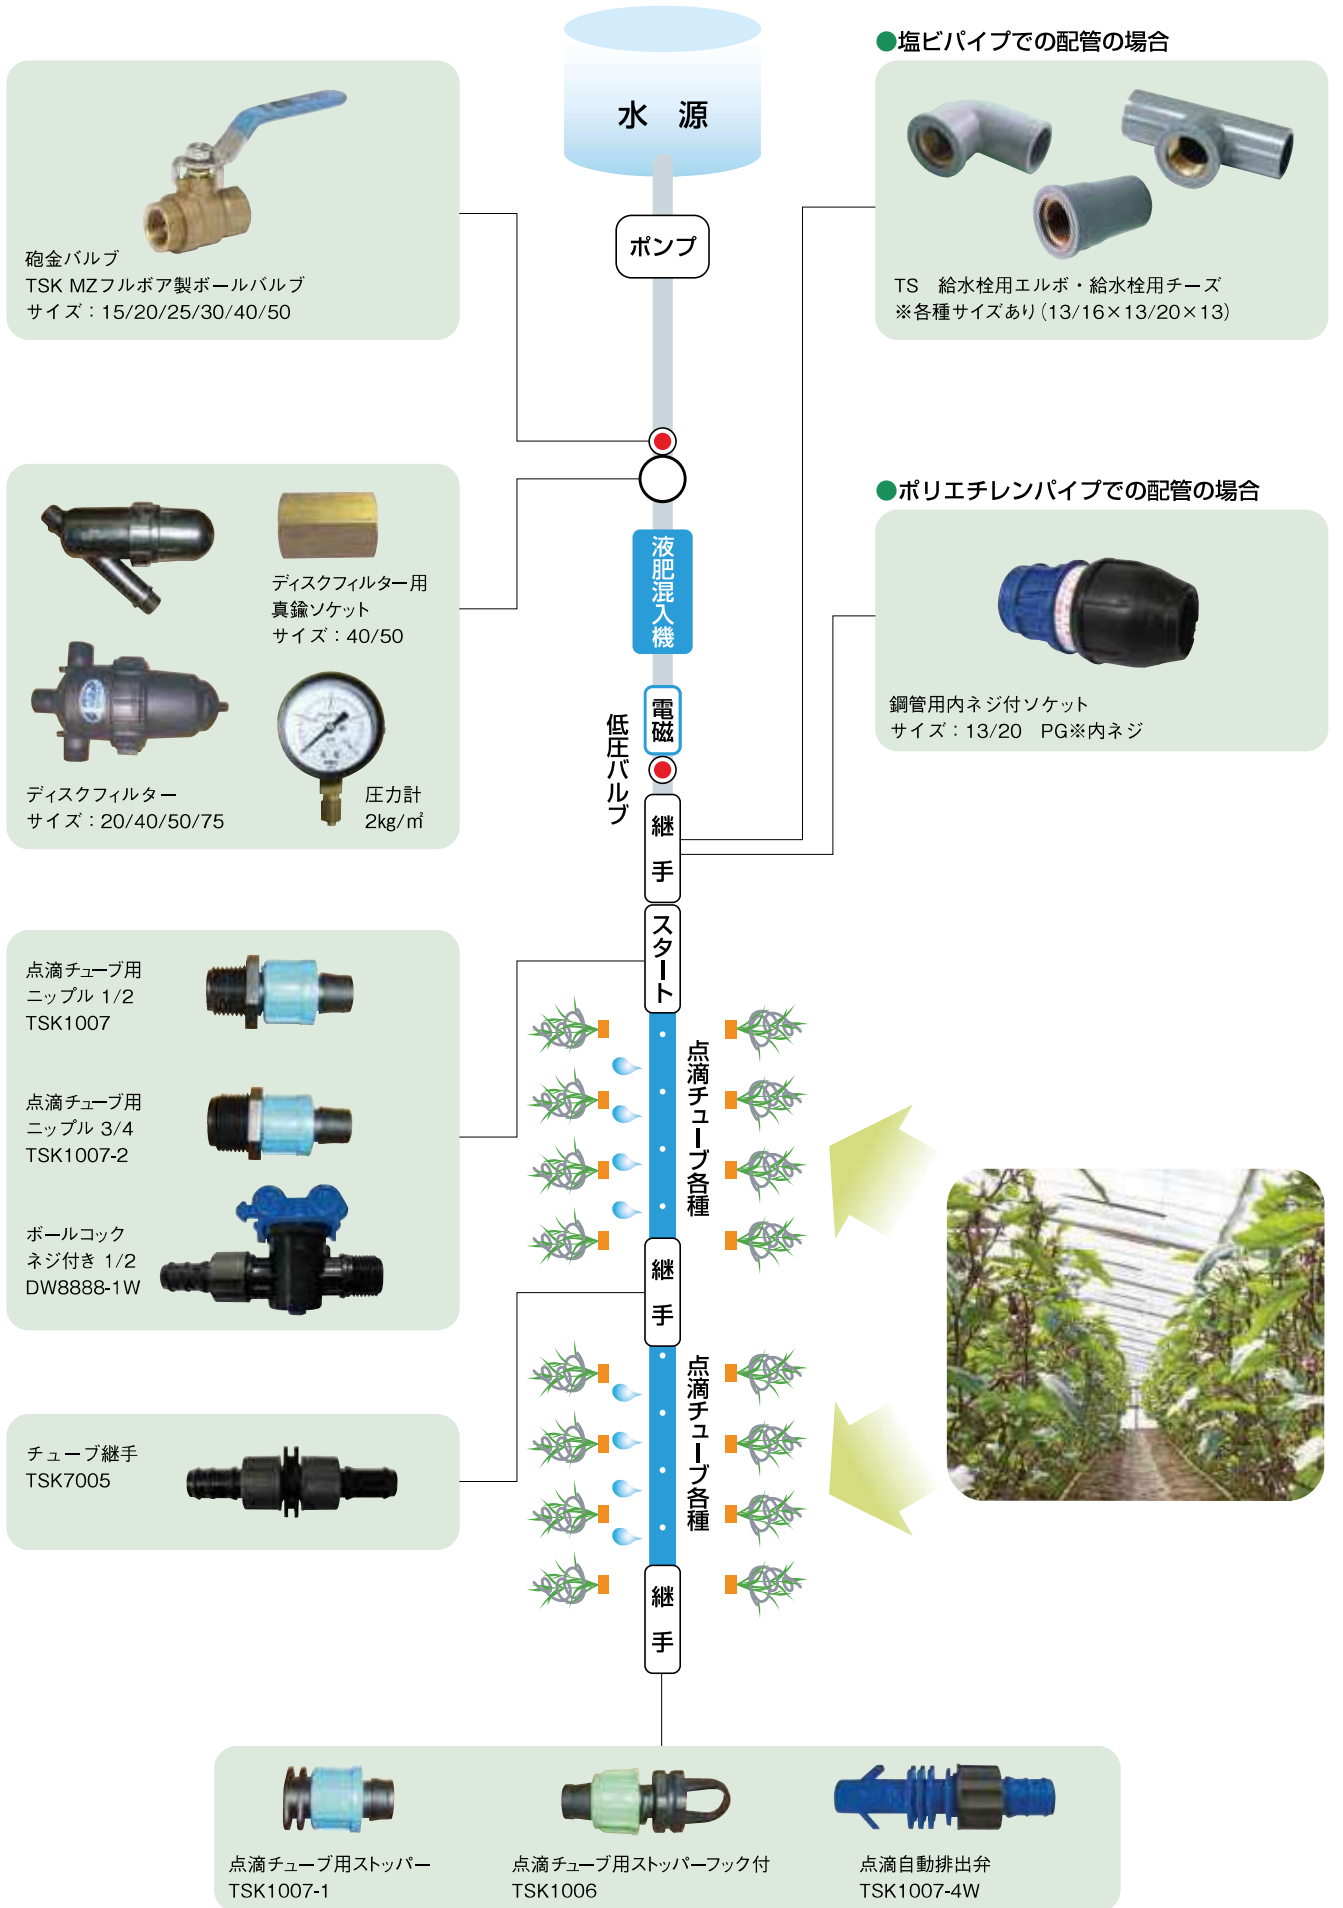 水 源
ポンプ
砲金バルブ
TSK MZフルボア製ボールバルブ
サイズ：15/20/25/30/40/50
●塩ビパイプでの配管の場合
TS 給水栓用エルボ・給水栓用チーズ
※各種サイズあり(13/16×13/20×13)
ディスクフィルター用
真鍮ソケット
サイズ：40/50
ディスクフィルター
サイズ：20/40/50/75
圧力計
2kg/㎡
液肥混入機
電磁
低圧バルブ
●ポリエチレンパイプでの配管の場合
鋼管用内ネジ付ソケット
サイズ：13/20 PG※内ネジ
継手
スタート
点滴チューブ用
ニップル 1/2
TSK1007
点滴チューブ用
ニップル 3/4
TSK1007-2
ボールコック
ネジ付き 1/2
DW8888-1W
点滴チューブ各種
継手
チューブ継手
TSK7005
点滴チューブ各種
継手
点滴チューブ用ストッパー
TSK1007-1
点滴チューブ用ストッパーフック付
TSK1006
点滴自動排出弁
TSK1007-4W